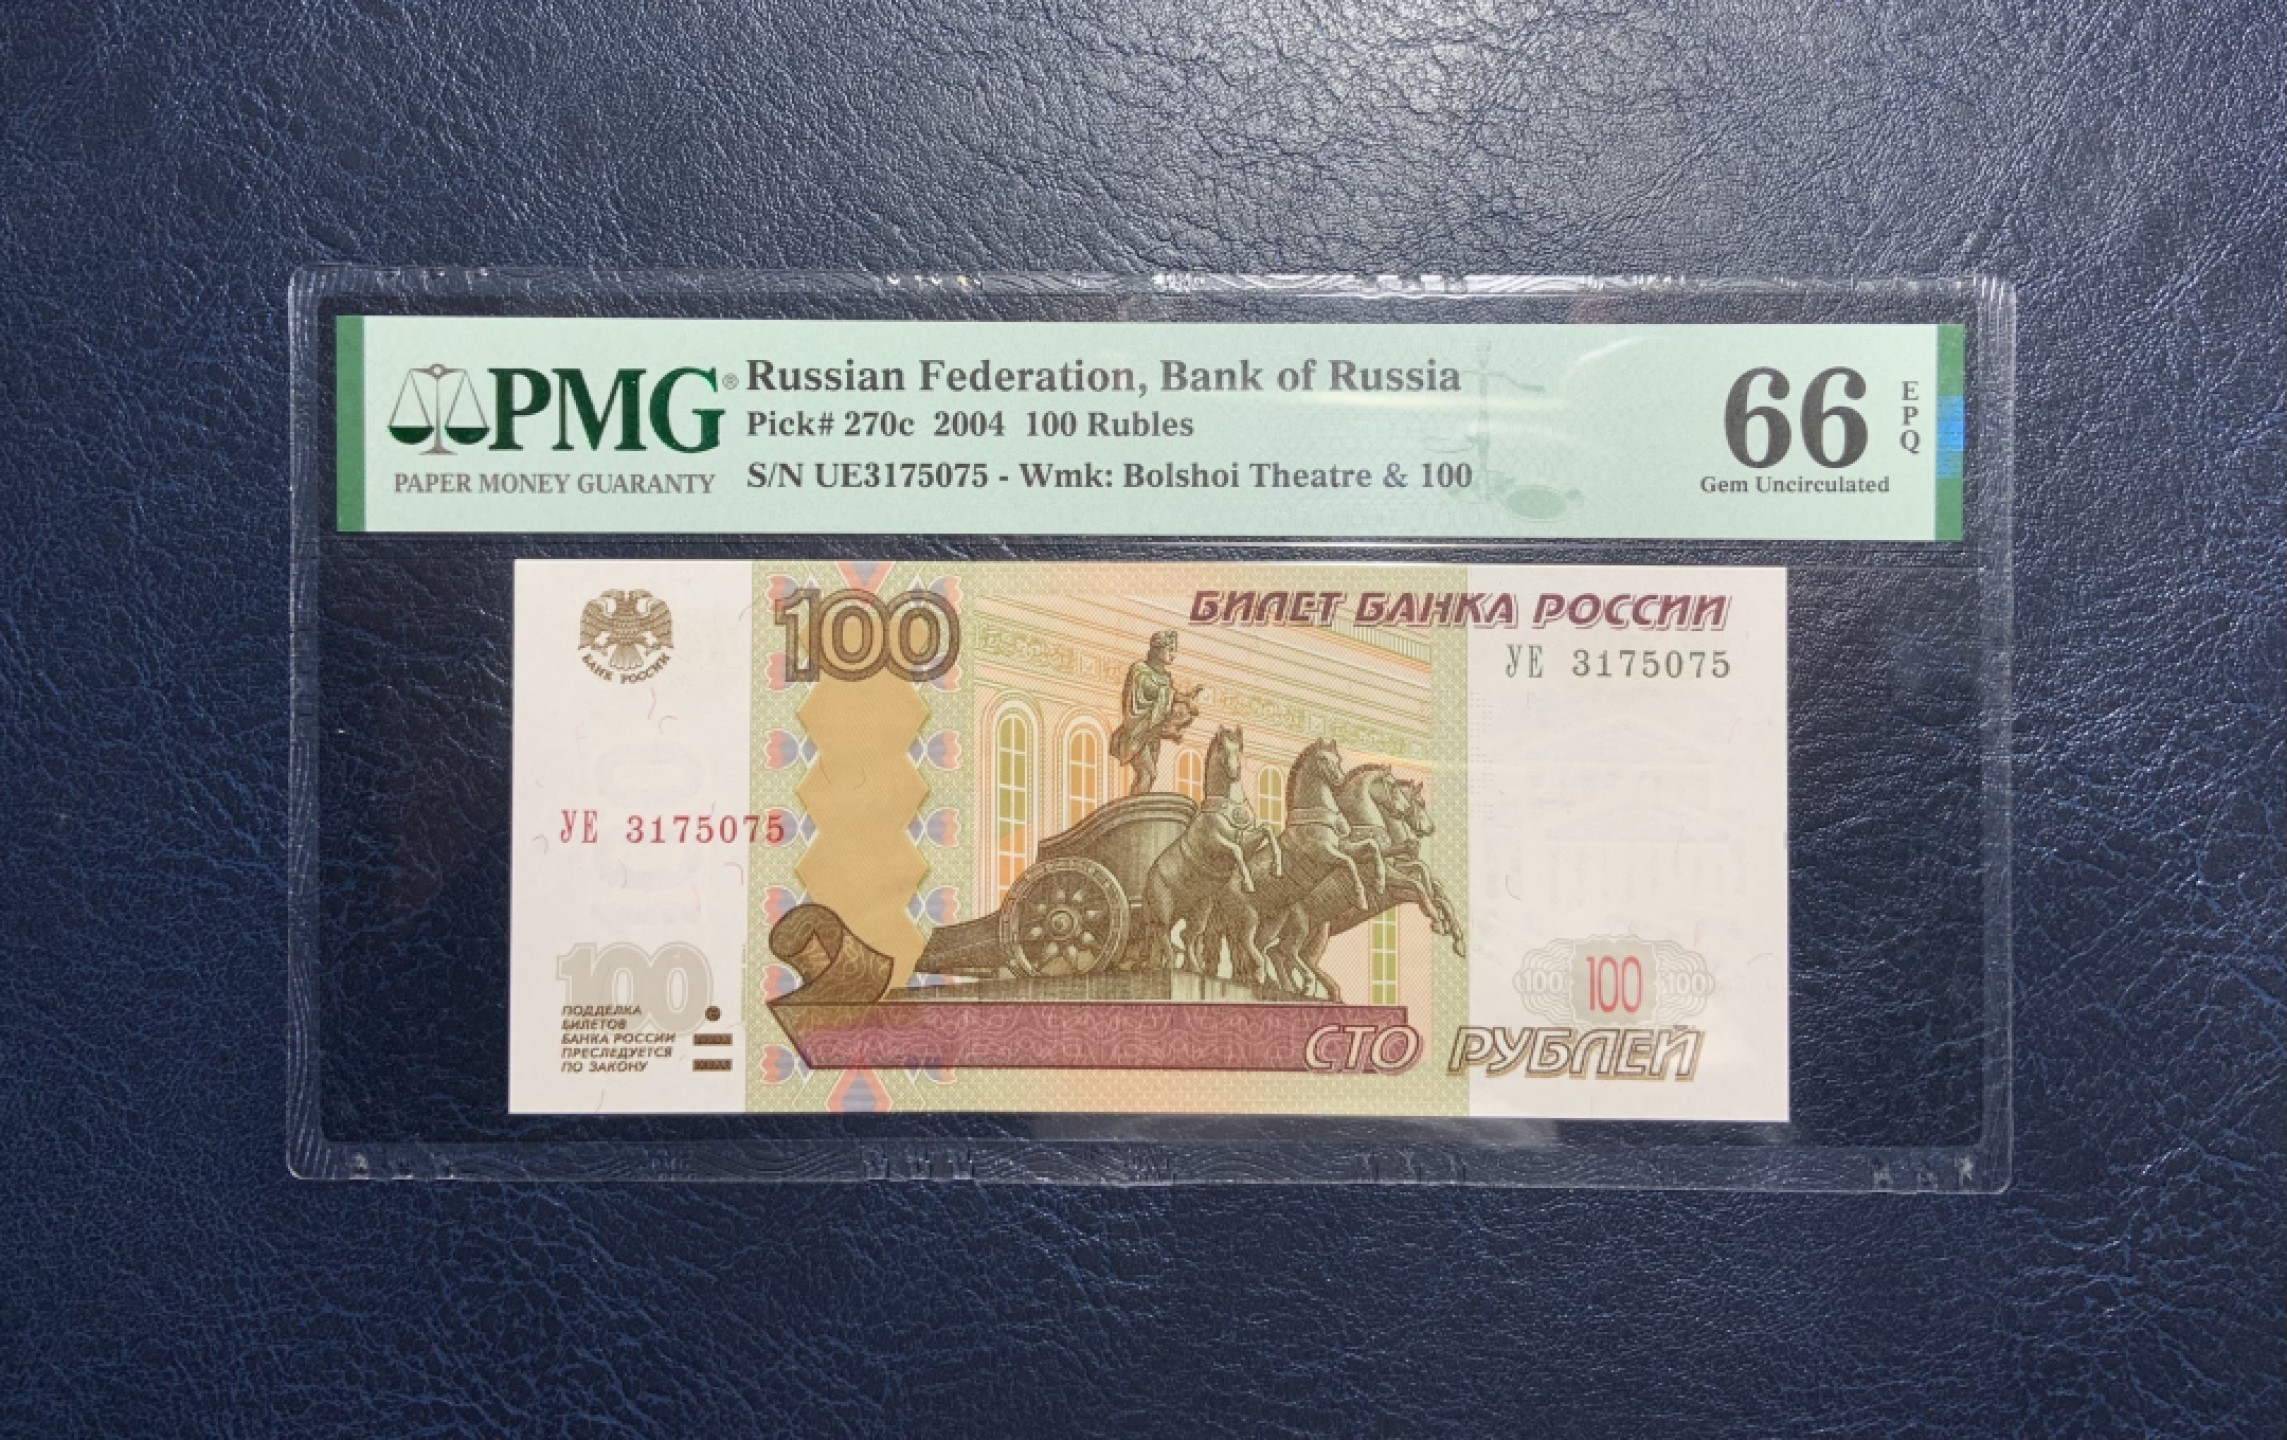 PMG®
PAPER MONEY GUARANTY
Russian Federation, Bank of Russia
Pick# 270c 2004 100 Rubles
S/N UE3175075 - Wmk: Bolshoi Theatre & 100
66
EPQ
Gem Uncirculated
БАНК РОССИИ
100
БИЛЕТ БАНКА РОССИИ
УЕ 3175075
УЕ 3175075
100
ПОДДЕЛКА
БИЛЕТОВ
БАНКА РОССИИ
ПРЕСЛЕДУЕТСЯ
ПО ЗАКОНУ
100 100 100
СТО РУБЛЕЙ